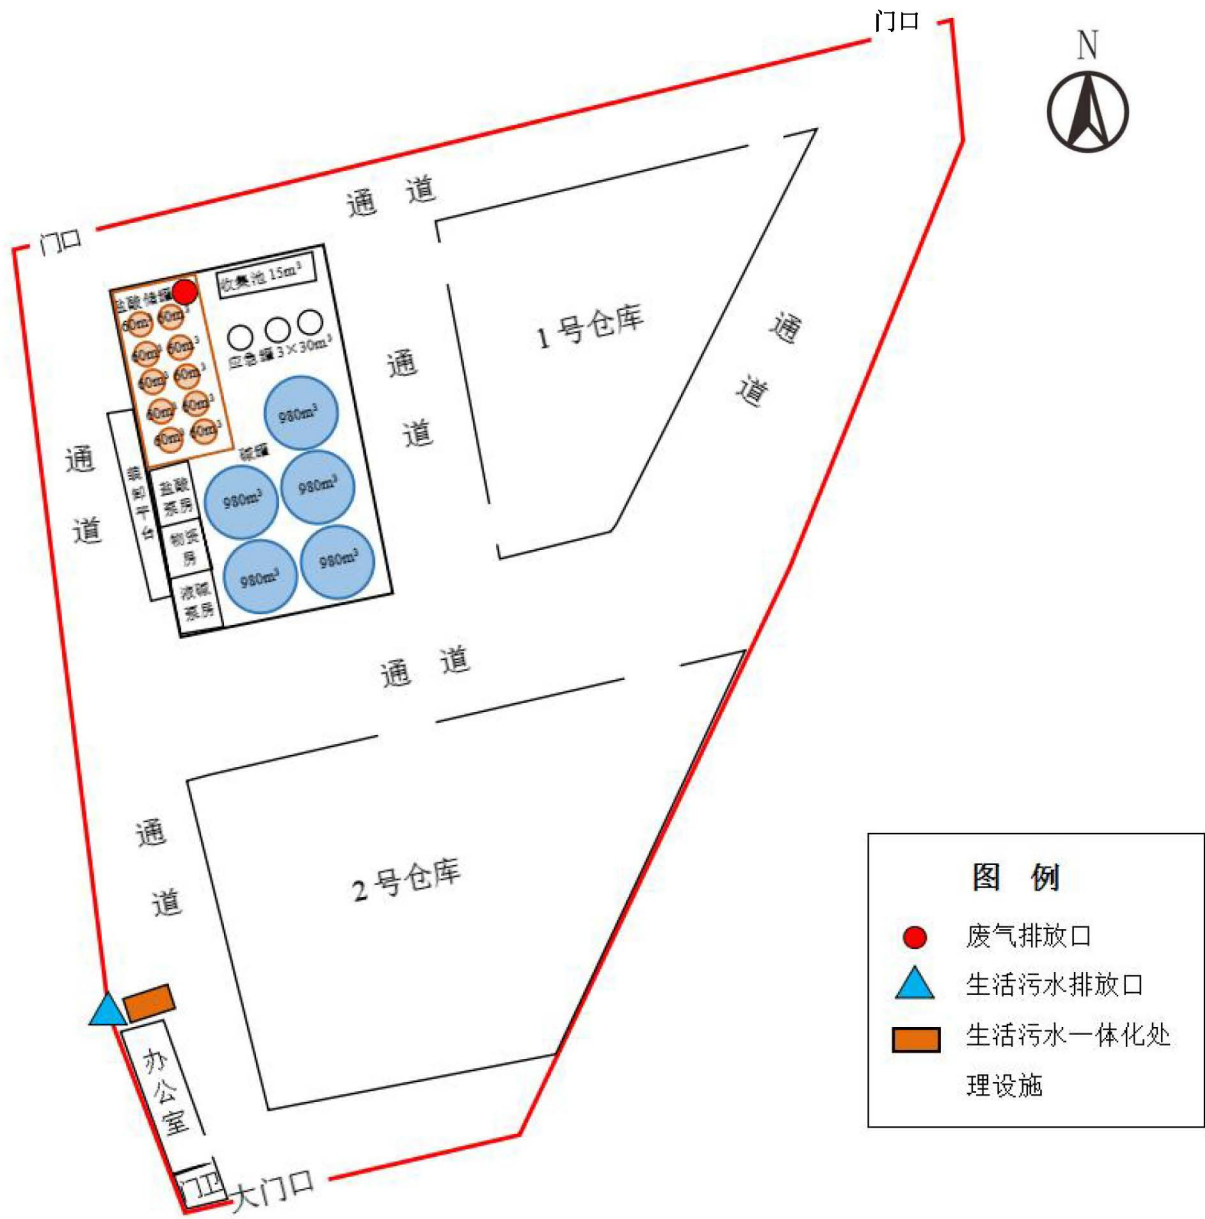 门口
N
门口
通道
收集池 15m³
盐酸储罐
60m³ 60m³
60m³ 60m³
60m³ 60m³
60m³ 60m³
60m³ 60m³
应急罐 3×30m³
1 号仓库
通道
通道
通道
980m³
碱罐
980m³
980m³
980m³
980m³
装卸平台
盐酸泵房
物资房
液碱泵房
通道
2 号仓库
通道
办公室
门卫
大门口
图 例
废气排放口
生活污水排放口
生活污水一体化处
理设施